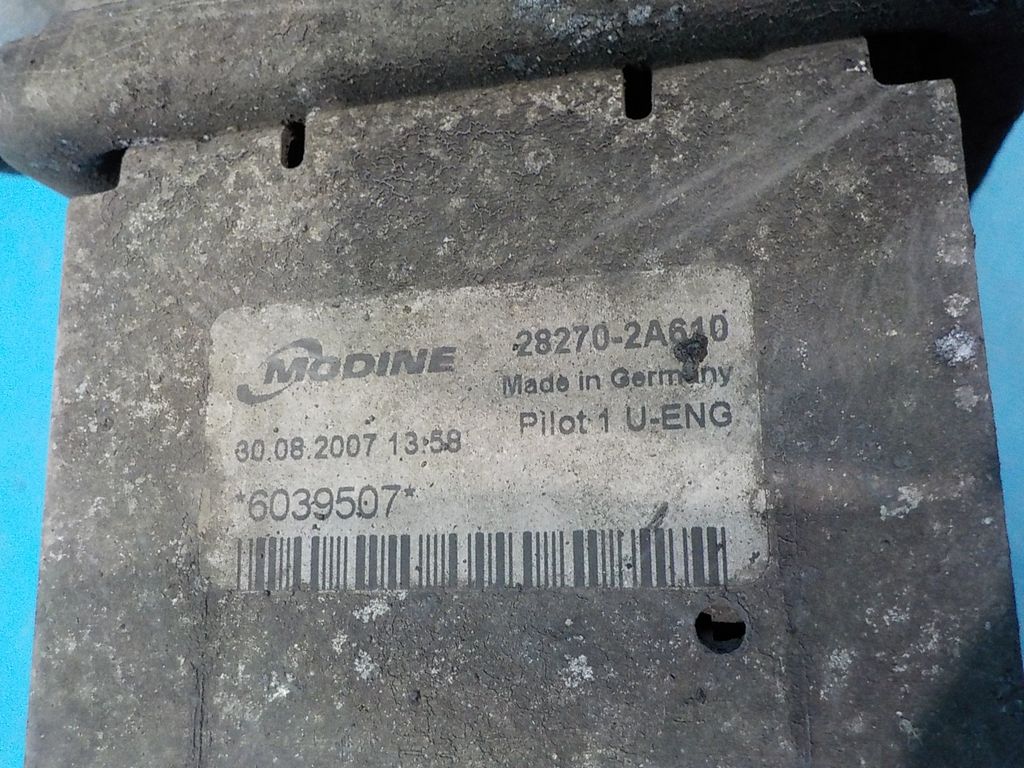 MODINE
28270-2A610
Made in Germany
Pilot 1 U-ENG
30.08.2007 13:58
*6039507*